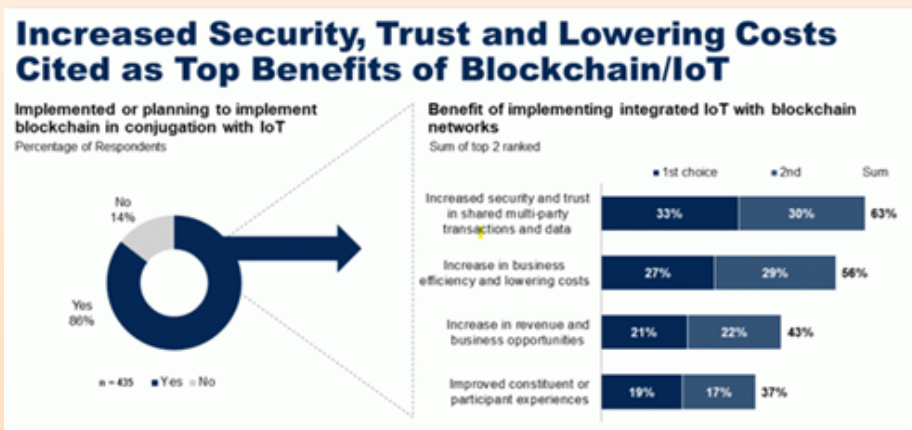 Increased Security, Trust and Lowering Costs
Cited as Top Benefits of Blockchain/IoT
Implemented or planning to implement
blockchain in conjugation with IoT
Percentage of Respondents
No
14%
Yes
86%
n = 435 Yes No
Benefit of implementing integrated IoT with blockchain
networks
Sum of top 2 ranked
1st choice 2nd Sum
Increased security and trust
in shared multi-party
transactions and data
33% 30% 63%
Increase in business
efficiency and lowering costs
27% 29% 56%
Increase in revenue and
business opportunities
21% 22% 43%
Improved constituent or
participant experiences
19% 17% 37%